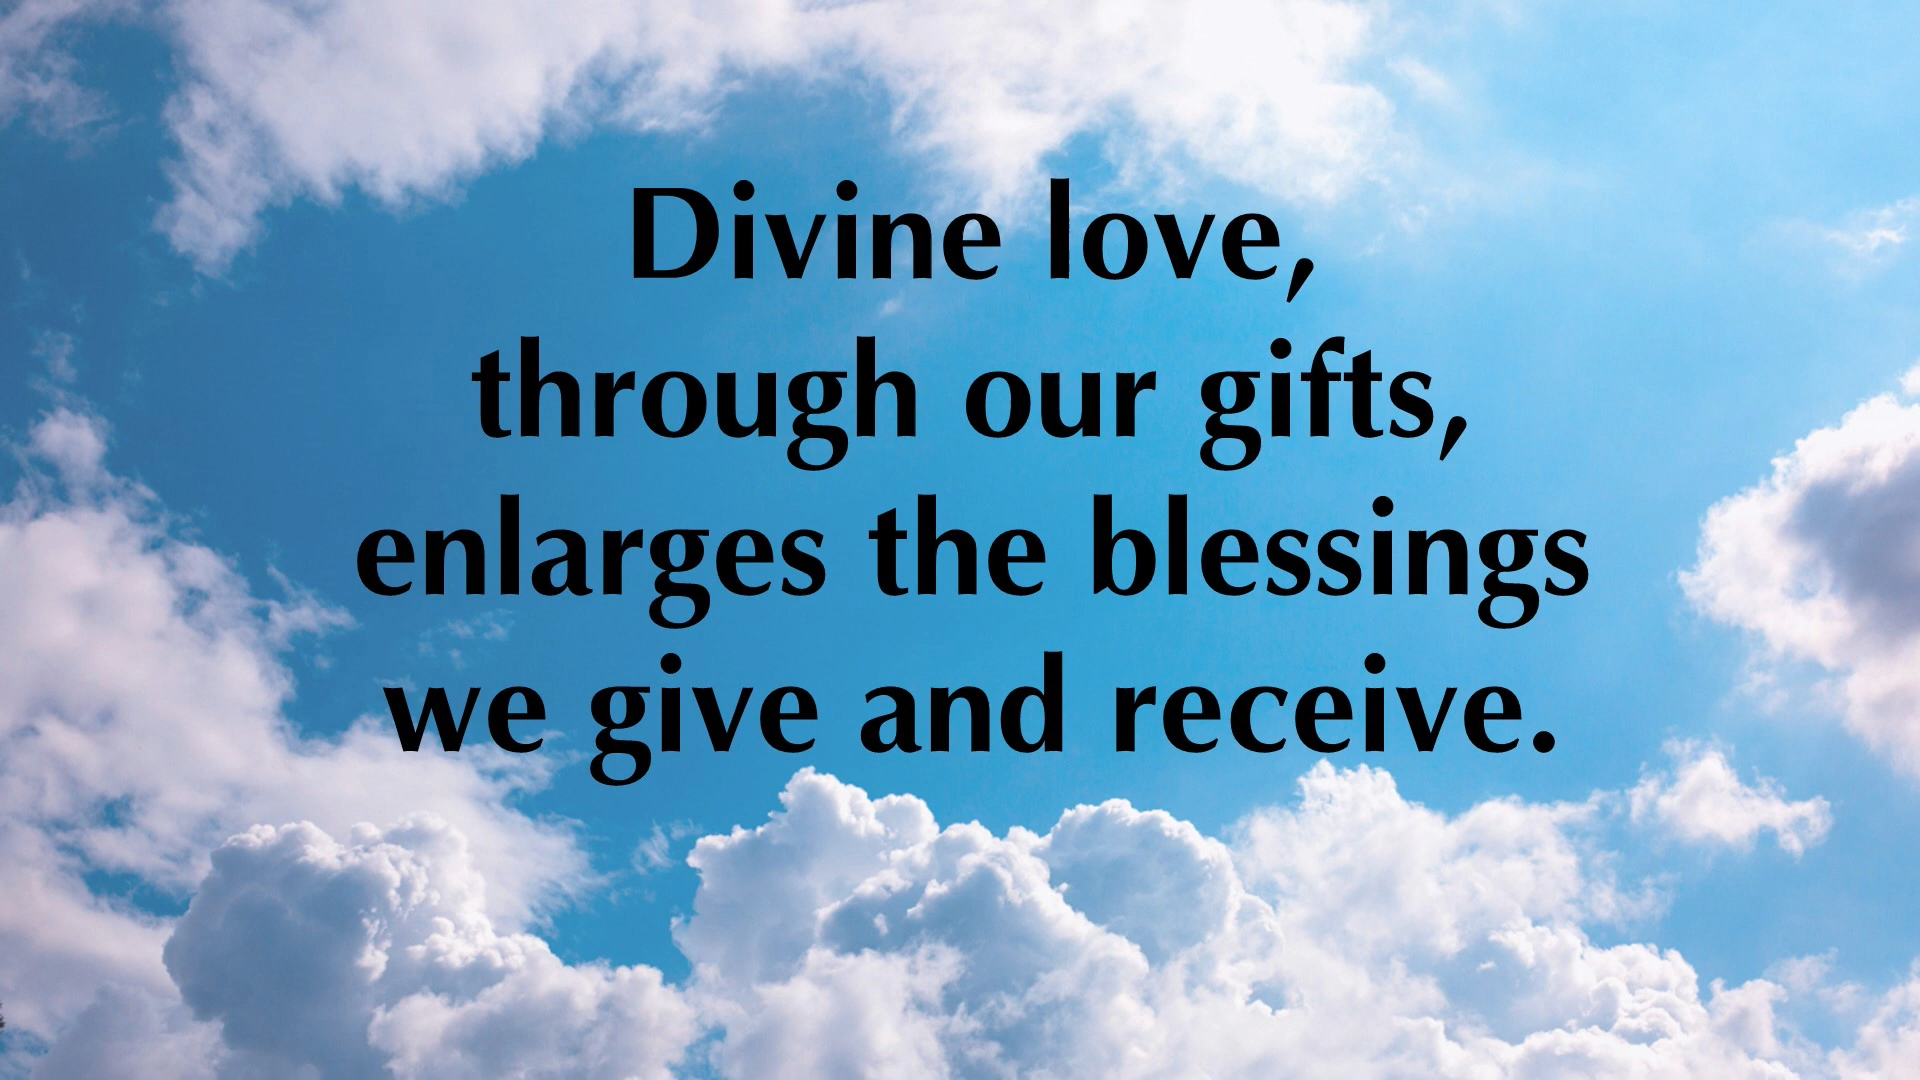 Divine love,
through our gifts,
enlarges the blessings
we give and receive.